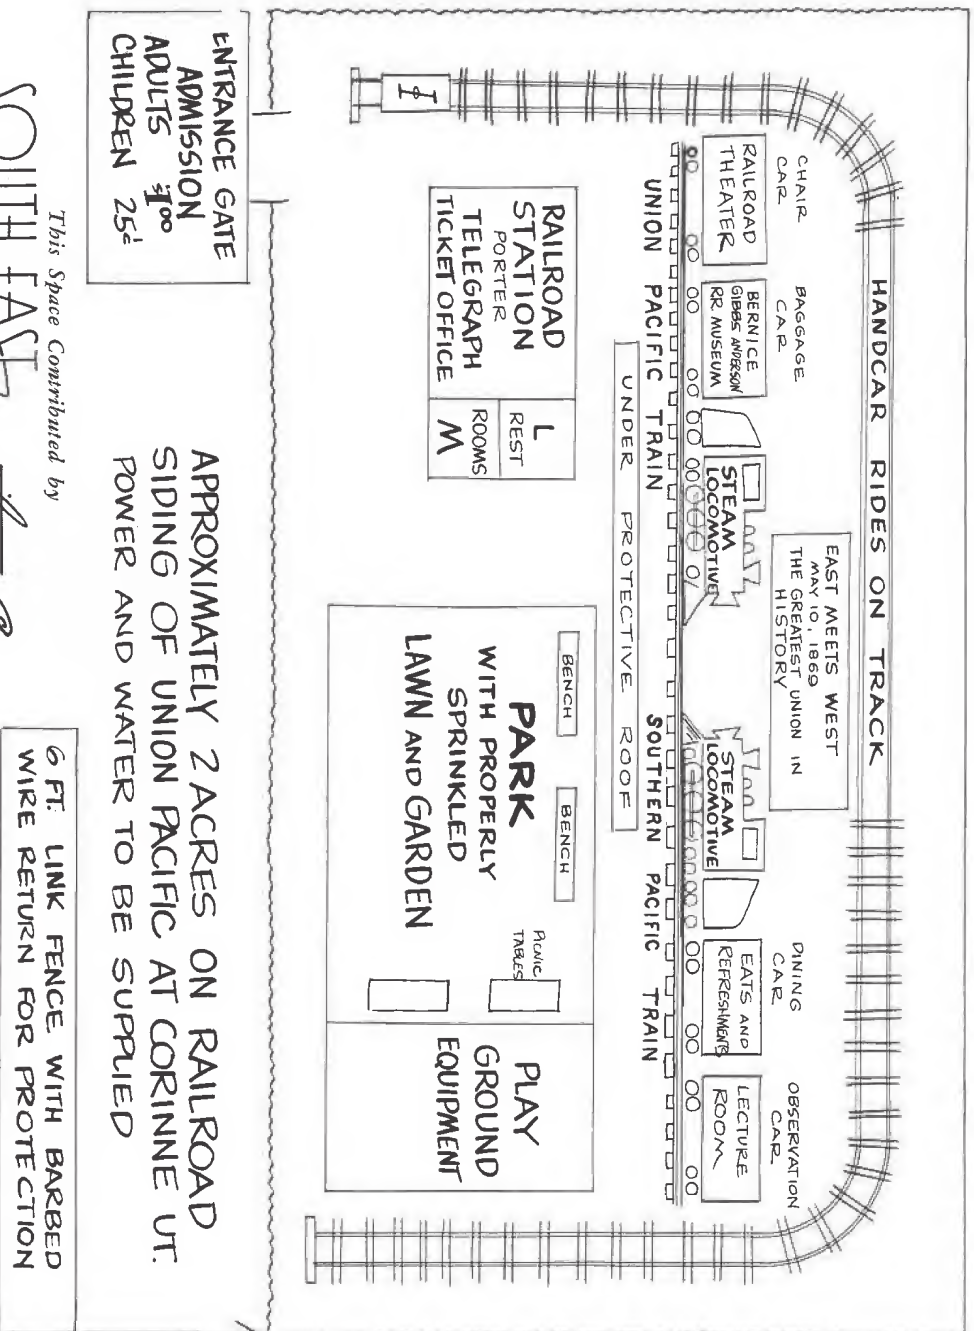 HANDCAR RIDES ON TRACK
CHAIR
CAR
BAGGAGE
CAR
EAST MEETS WEST
MAY 10, 1869
THE GREATEST UNION IN
HISTORY
DINING
CAR
OBSERVATION
CAR
RAILROAD
THEATER
BERNICE
GIBBS ANDERSON
RR MUSEUM
STEAM
LOCOMOTIVE
STEAM
LOCOMOTIVE
EATS AND
REFRESHMENTS
LECTURE
ROOM
UNION PACIFIC TRAIN
SOUTHERN PACIFIC TRAIN
UNDER PROTECTIVE ROOF
RAILROAD
STATION
PORTER
TELEGRAPH
TICKET OFFICE
L
REST
ROOMS
M
BENCH
BENCH
PARK
WITH PROPERLY
SPRINKLED
LAWN AND GARDEN
PICNIC
TABLES
PLAY
GROUND
EQUIPMENT
ENTRANCE GATE
ADMISSION
ADULTS $1.00
CHILDREN 25¢
APPROXIMATELY 2 ACRES ON RAILROAD
SIDING OF UNION PACIFIC AT CORINNE UT.
POWER AND WATER TO BE SUPPLIED
This Space Contributed by
SOUTH EAST
6 FT. LINK FENCE WITH BARBED
WIRE RETURN FOR PROTECTION